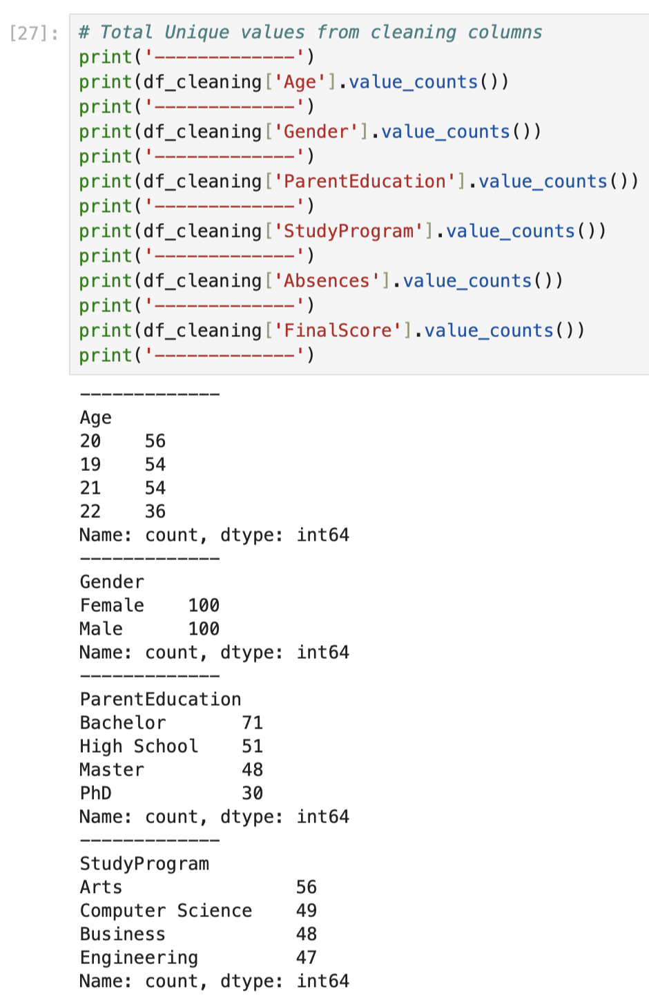 [27]:
# Total Unique values from cleaning columns
print('-------------')
print(df_cleaning['Age'].value_counts())
print('-------------')
print(df_cleaning['Gender'].value_counts())
print('-------------')
print(df_cleaning['ParentEducation'].value_counts())
print('-------------')
print(df_cleaning['StudyProgram'].value_counts())
print('-------------')
print(df_cleaning['Absences'].value_counts())
print('-------------')
print(df_cleaning['FinalScore'].value_counts())
print('-------------')
-------------
Age
20    56
19    54
21    54
22    36
Name: count, dtype: int64
-------------
Gender
Female    100
Male      100
Name: count, dtype: int64
-------------
ParentEducation
Bachelor       71
High School    51
Master         48
PhD            30
Name: count, dtype: int64
-------------
StudyProgram
Arts                56
Computer Science    49
Business            48
Engineering         47
Name: count, dtype: int64